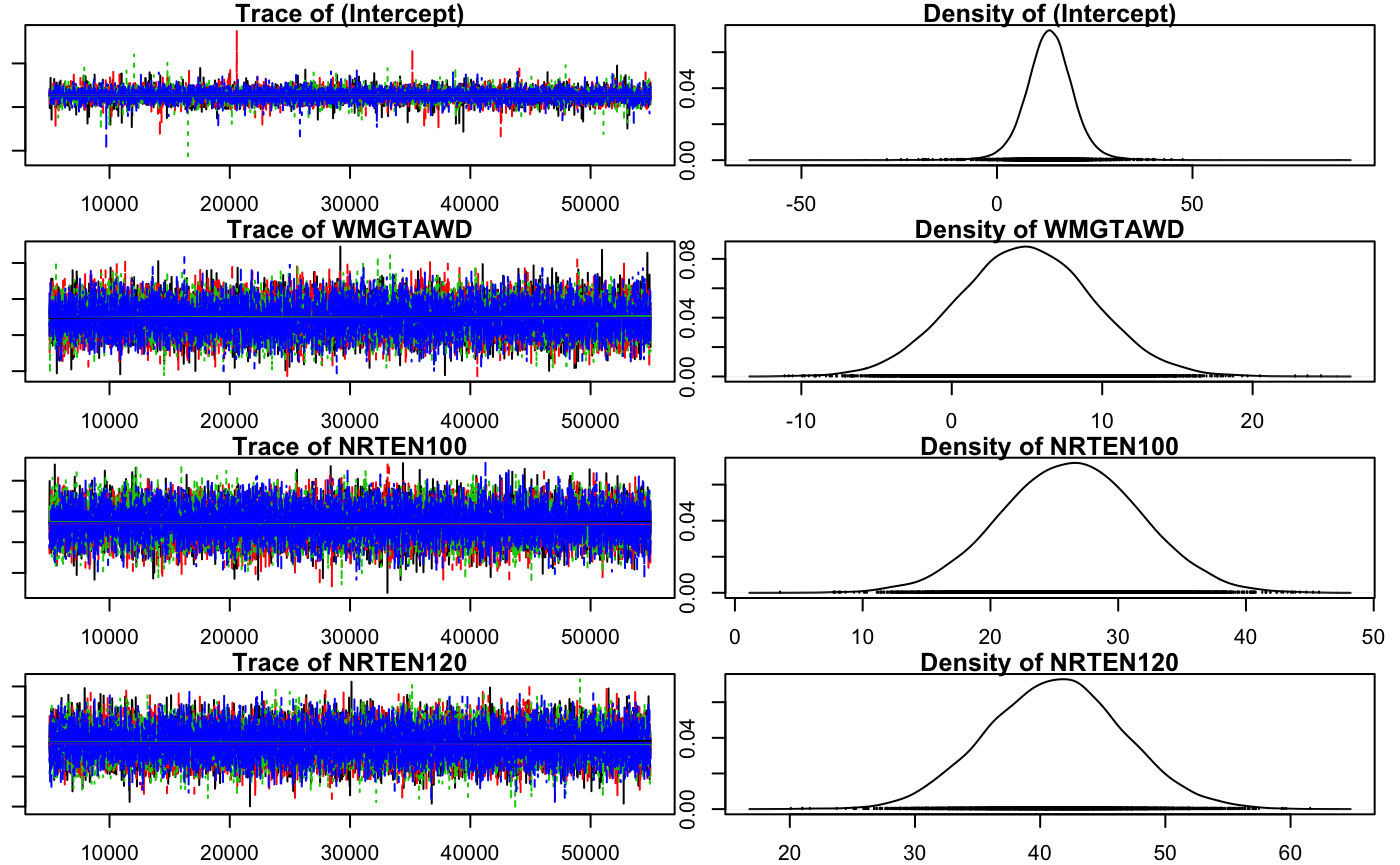 Trace of (Intercept)
10000 20000 30000 40000 50000
Density of (Intercept)
0.00 0.04
-50 0 50
Trace of WMGTAWD
10000 20000 30000 40000 50000
Density of WMGTAWD
0.00 0.04 0.08
-10 0 10 20
Trace of NRTEN100
10000 20000 30000 40000 50000
Density of NRTEN100
0.00 0.04
0 10 20 30 40 50
Trace of NRTEN120
10000 20000 30000 40000 50000
Density of NRTEN120
0.00 0.04
20 30 40 50 60